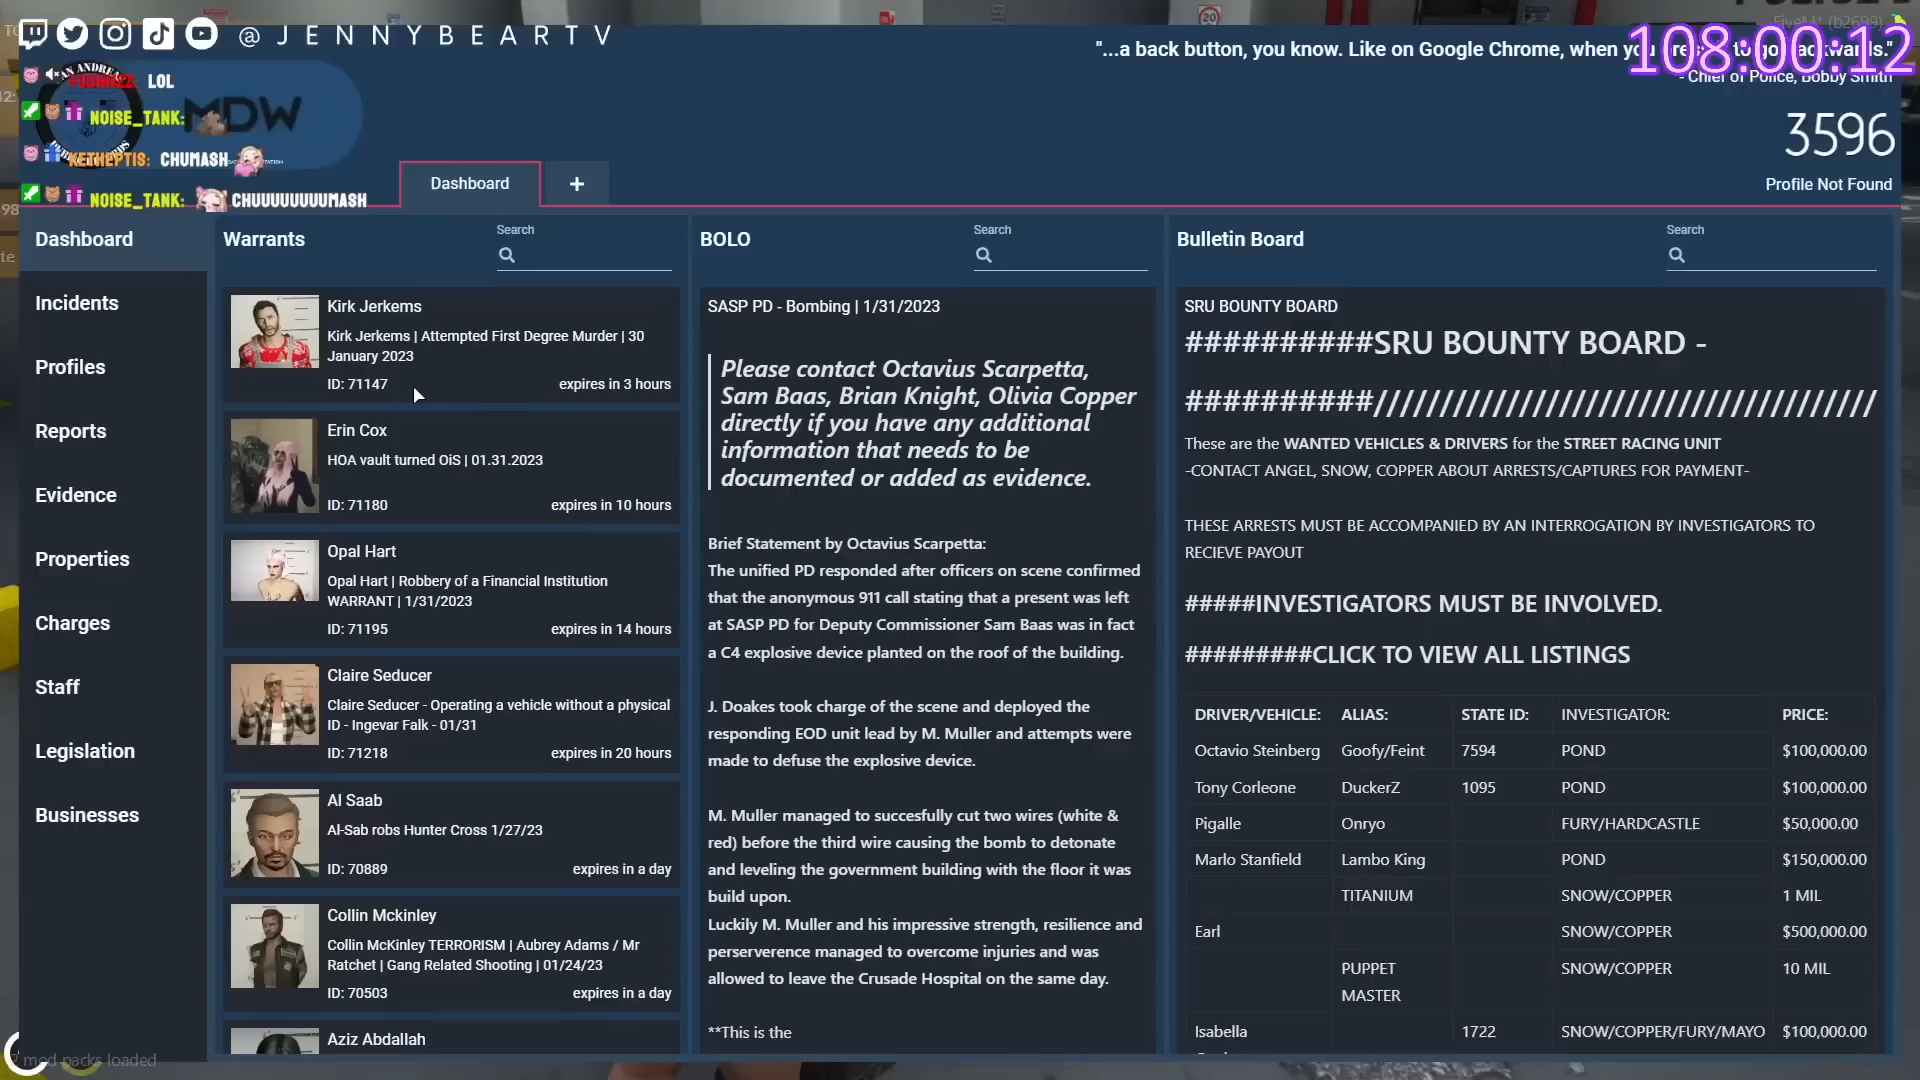 @JENNYBEARTV
"...a back button, you know. Like on Google Chrome, when you press it to go backwards."
- Chief of Police, Bobby Smith
108:00:12
LOL
NOISE_TANK:
MDW
KETHEPTIS: CHUMASH
NOISE_TANK: CHUUUUUUUUMASH
3596
Profile Not Found
Dashboard
+
Dashboard
Incidents
Profiles
Reports
Evidence
Properties
Charges
Staff
Legislation
Businesses
Warrants
Search
Kirk Jerkems
Kirk Jerkems | Attempted First Degree Murder | 30
January 2023
ID: 71147 expires in 3 hours
Erin Cox
HOA vault turned OiS | 01.31.2023
ID: 71180 expires in 10 hours
Opal Hart
Opal Hart | Robbery of a Financial Institution
WARRANT | 1/31/2023
ID: 71195 expires in 14 hours
Claire Seducer
Claire Seducer - Operating a vehicle without a physical
ID - Ingevar Falk - 01/31
ID: 71218 expires in 20 hours
Al Saab
Al-Sab robs Hunter Cross 1/27/23
ID: 70889 expires in a day
Collin Mckinley
Collin McKinley TERRORISM | Aubrey Adams / Mr
Ratchet | Gang Related Shooting | 01/24/23
ID: 70503 expires in a day
Aziz Abdallah
BOLO
Search
SASP PD - Bombing | 1/31/2023
Please contact Octavius Scarpetta,
Sam Baas, Brian Knight, Olivia Copper
directly if you have any additional
information that needs to be
documented or added as evidence.
Brief Statement by Octavius Scarpetta:
The unified PD responded after officers on scene confirmed
that the anonymous 911 call stating that a present was left
at SASP PD for Deputy Commissioner Sam Baas was in fact
a C4 explosive device planted on the roof of the building.
J. Doakes took charge of the scene and deployed the
responding EOD unit lead by M. Muller and attempts were
made to defuse the explosive device.
M. Muller managed to succesfully cut two wires (white &
red) before the third wire causing the bomb to detonate
and leveling the government building with the floor it was
build upon.
Luckily M. Muller and his impressive strength, resilience and
perserverence managed to overcome injuries and was
allowed to leave the Crusade Hospital on the same day.
**This is the
Bulletin Board
Search
SRU BOUNTY BOARD
##########SRU BOUNTY BOARD -
##########//////////////////////////////////////
These are the WANTED VEHICLES & DRIVERS for the STREET RACING UNIT
-CONTACT ANGEL, SNOW, COPPER ABOUT ARRESTS/CAPTURES FOR PAYMENT-
THESE ARRESTS MUST BE ACCOMPANIED BY AN INTERROGATION BY INVESTIGATORS TO
RECIEVE PAYOUT
#####INVESTIGATORS MUST BE INVOLVED.
#########CLICK TO VIEW ALL LISTINGS
DRIVER/VEHICLE: ALIAS: STATE ID: INVESTIGATOR: PRICE:
Octavio Steinberg Goofy/Feint 7594 POND $100,000.00
Tony Corleone DuckerZ 1095 POND $100,000.00
Pigalle Onryo FURY/HARDCASTLE $50,000.00
Marlo Stanfield Lambo King POND $150,000.00
TITANIUM SNOW/COPPER 1 MIL
Earl SNOW/COPPER $500,000.00
PUPPET SNOW/COPPER 10 MIL
MASTER
Isabella 1722 SNOW/COPPER/FURY/MAYO $100,000.00
mod packs loaded